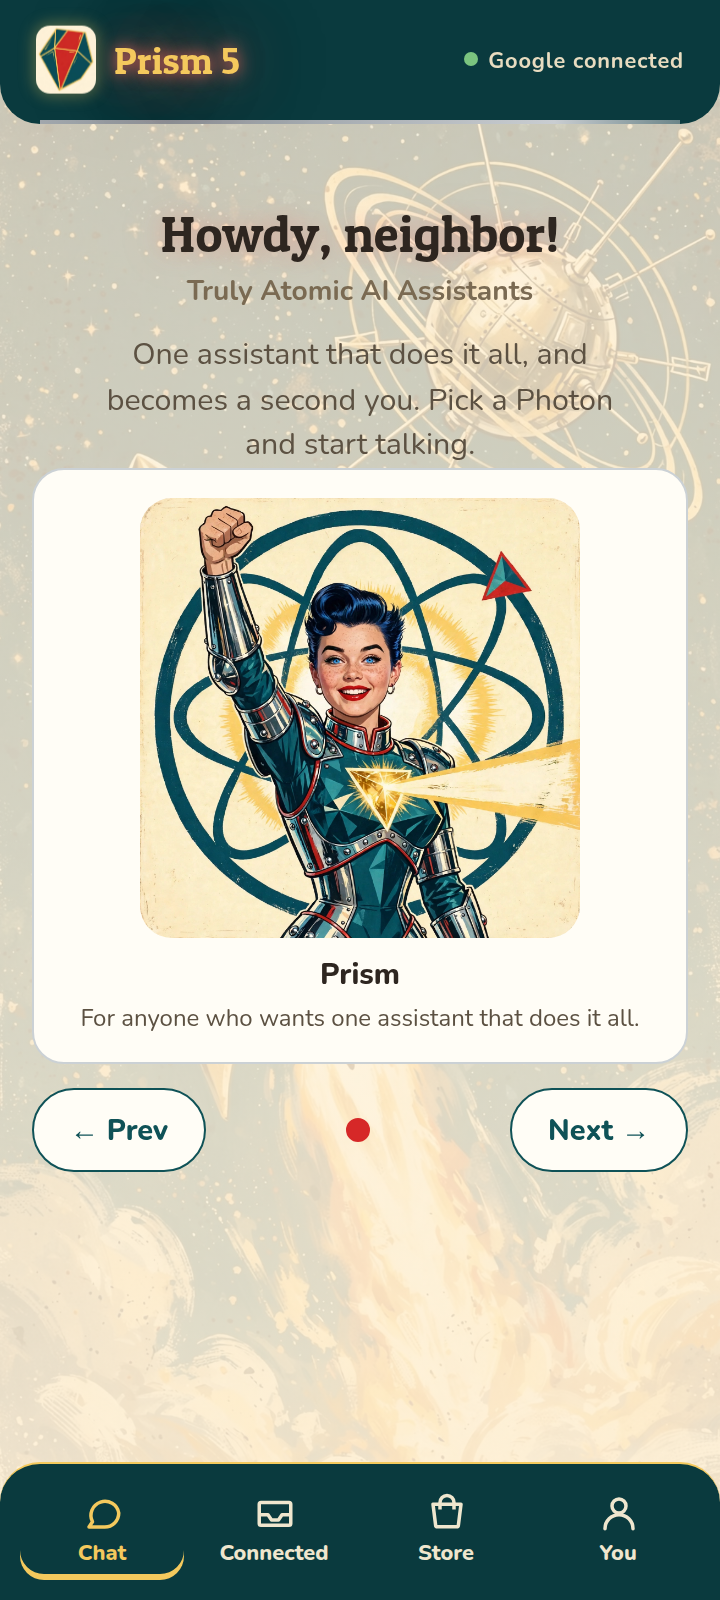 Prism 5
Google connected
Howdy, neighbor!
Truly Atomic AI Assistants
One assistant that does it all, and
becomes a second you. Pick a Photon
and start talking.
Prism
For anyone who wants one assistant that does it all.
← Prev
Next →
Chat
Connected
Store
You